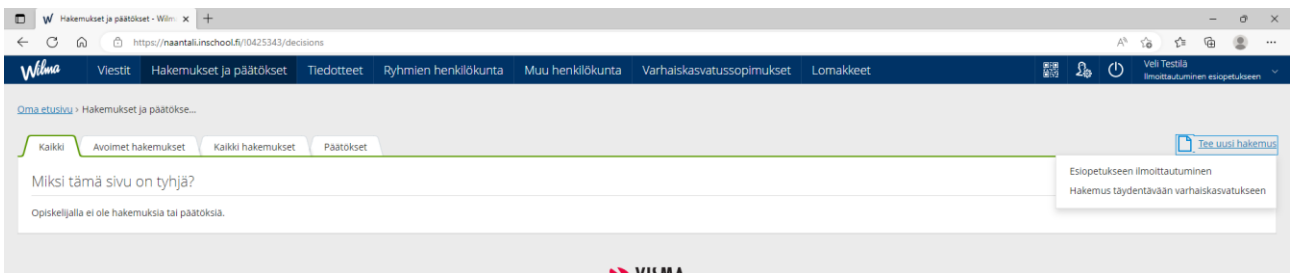 Hakemukset ja päätökset - Wilm
https://naantali.inschool.fi/!0425343/decisions
Wilma Viestit Hakemukset ja päätökset Tiedotteet Ryhmien henkilökunta Muu henkilökunta Varhaiskasvatussopimukset Lomakkeet Veli Testilä
Ilmoittautuminen esiopetukseen
Oma etusivu › Hakemukset ja päätökse...
Kaikki Avoimet hakemukset Kaikki hakemukset Päätökset Tee uusi hakemus
Esiopetukseen ilmoittautuminen
Hakemus täydentävään varhaiskasvatukseen
Miksi tämä sivu on tyhjä?
Opiskelijalla ei ole hakemuksia tai päätöksiä.